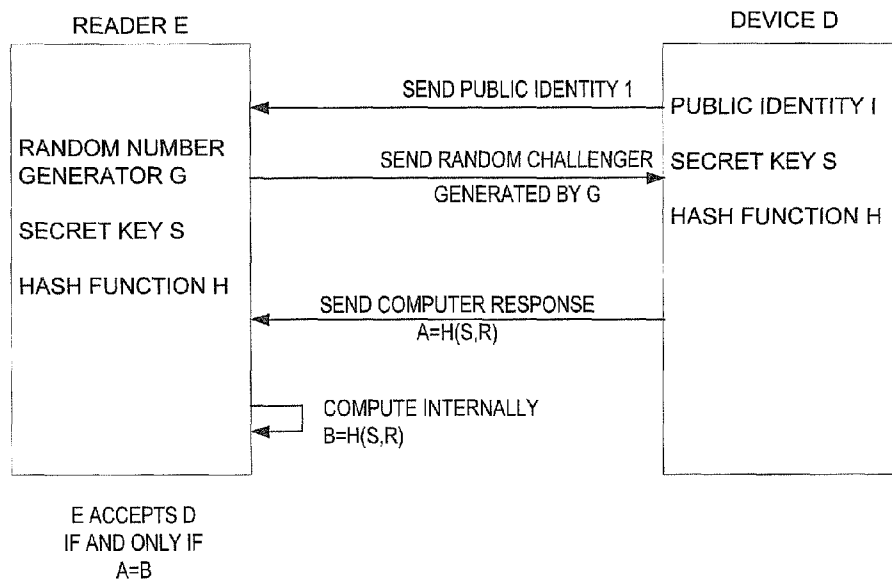 READER E
DEVICE D
SEND PUBLIC IDENTITY 1
PUBLIC IDENTITY I
RANDOM NUMBER
GENERATOR G
SEND RANDOM CHALLENGER
GENERATED BY G
SECRET KEY S
SECRET KEY S
HASH FUNCTION H
HASH FUNCTION H
SEND COMPUTER RESPONSE
A=H(S,R)
COMPUTE INTERNALLY
B=H(S,R)
E ACCEPTS D
IF AND ONLY IF
A=B